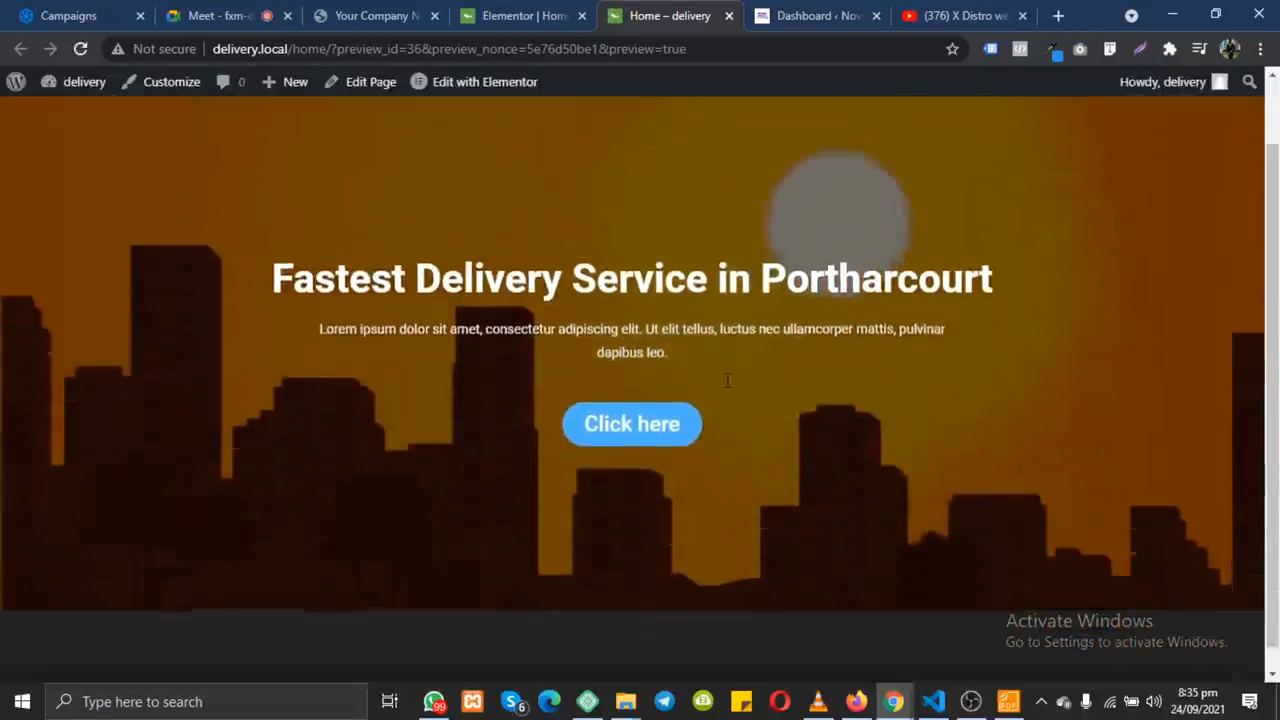 Campaigns
Meet - fxm-d
Your Company N
Elementor | Hom
Home – delivery
Dashboard ‹ Nov
(376) X Distro we
Not secure
delivery.local/home/?preview_id=36&preview_nonce=5e76d50be1&preview=true
delivery
Customize
0
New
Edit Page
Edit with Elementor
Howdy, delivery
Fastest Delivery Service in Portharcourt
Lorem ipsum dolor sit amet, consectetur adipiscing elit. Ut elit tellus, luctus nec ullamcorper mattis, pulvinar
dapibus leo.
Click here
Activate Windows
Go to Settings to activate Windows.
Type here to search
99
6
8:35 pm
24/09/2021